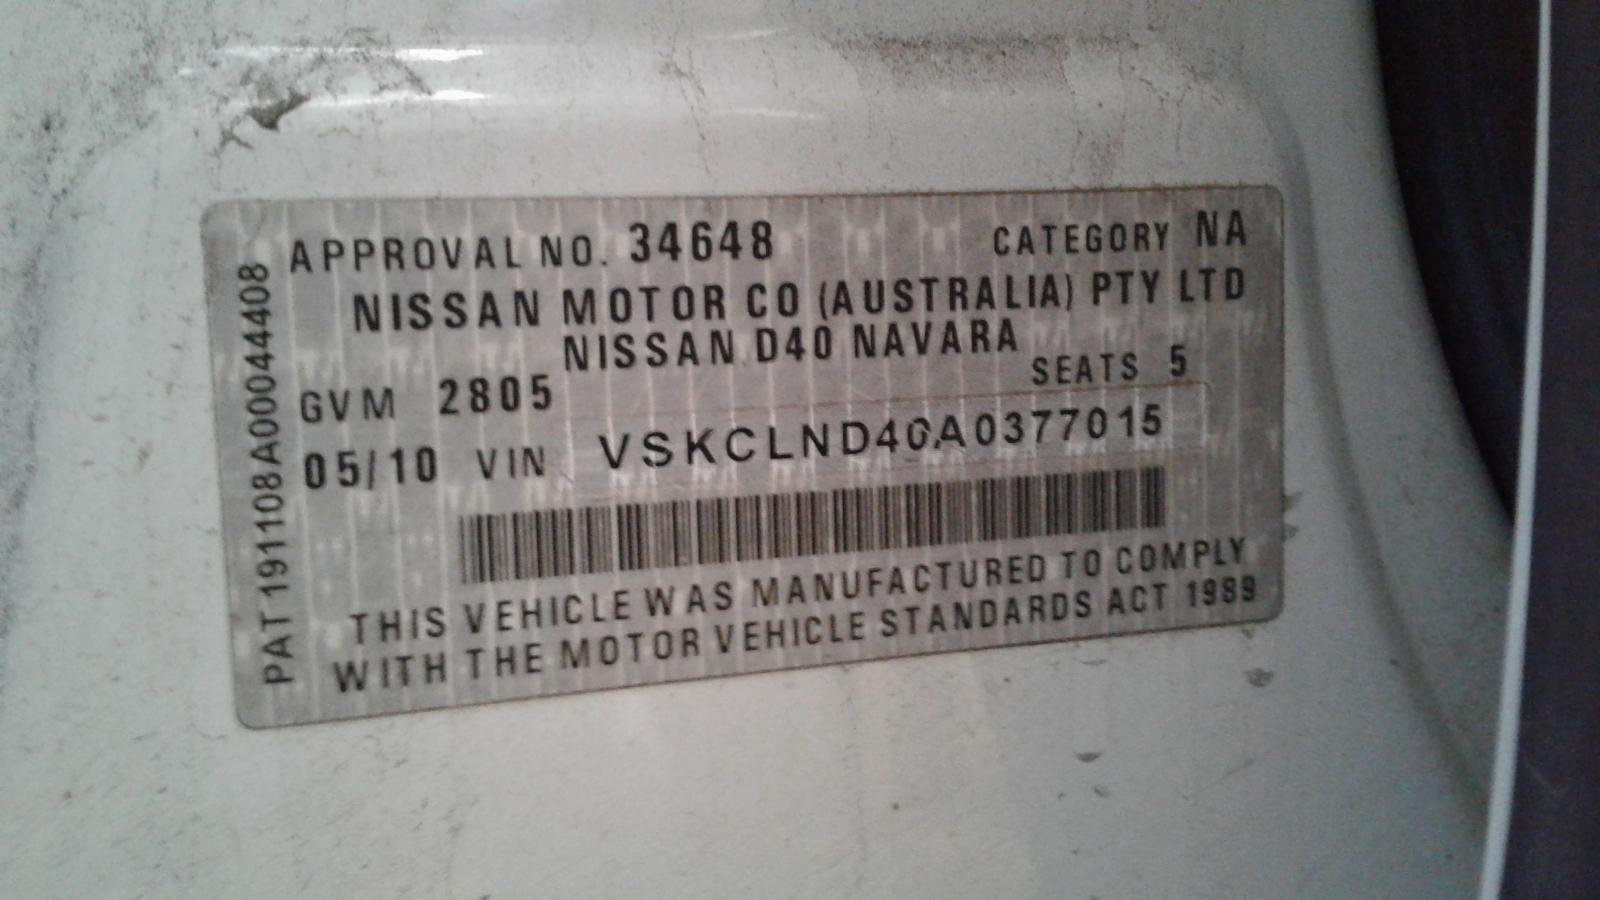 APPROVAL NO. 34648 CATEGORY NA
NISSAN MOTOR CO (AUSTRALIA) PTY LTD
NISSAN D40 NAVARA
GVM 2805 SEATS 5
05/10 VIN VSKCLND40A0377015
THIS VEHICLE WAS MANUFACTURED TO COMPLY
WITH THE MOTOR VEHICLE STANDARDS ACT 1989
PAT 191108A00044408